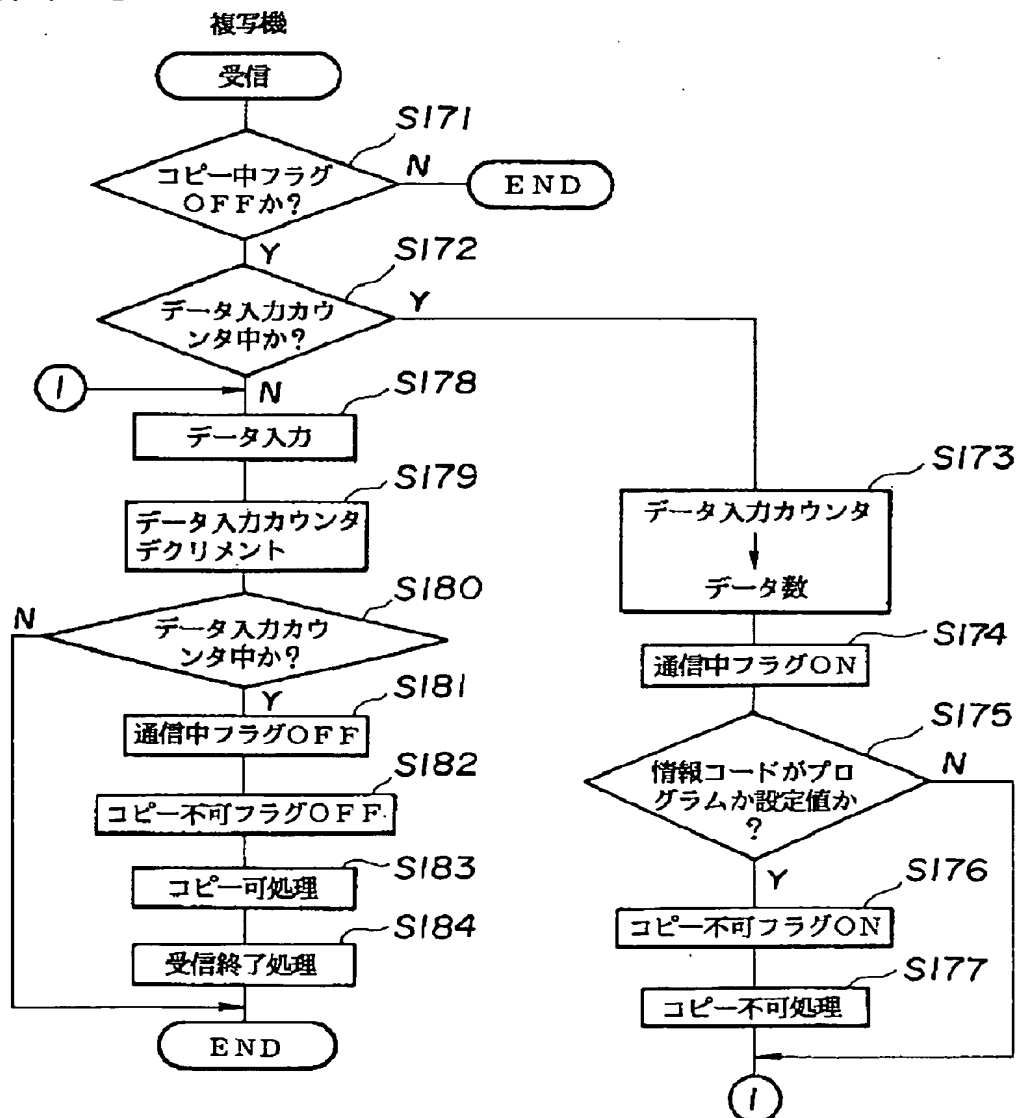 複写機
受信
S171
コピー中フラグ
OFFか?
N
END
Y
S172
データ入力カウ
ンタ中か?
Y
1
N
S178
データ入力
S179
データ入力カウンタ
デクリメント
S180
N
データ入力カウ
ンタ中か?
Y
S181
通信中フラグOFF
S182
コピー不可フラグOFF
S183
コピー可処理
S184
受信終了処理
END
S173
データ入力カウンタ
データ数
S174
通信中フラグON
S175
情報コードがプロ
グラムか設定値か
?
N
Y
S176
コピー不可フラグON
S177
コピー不可処理
1